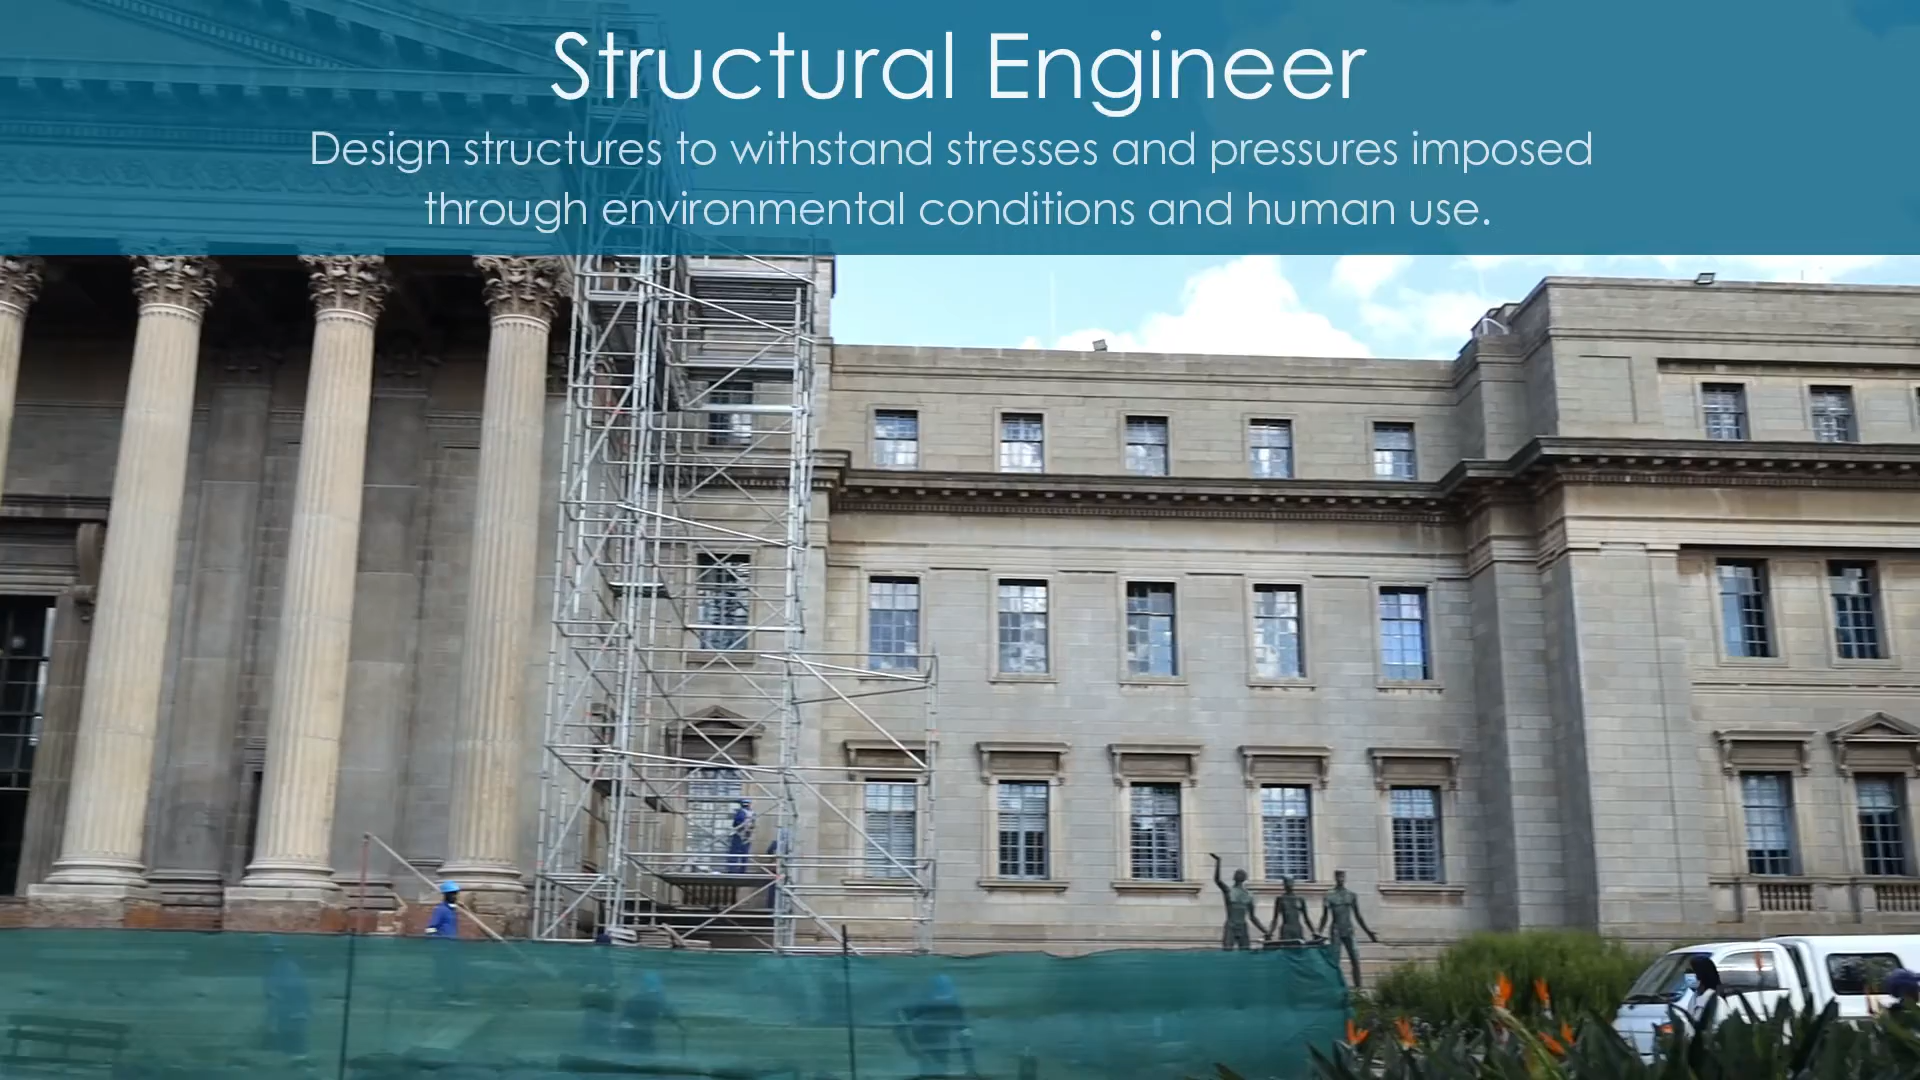 Structural Engineer
Design structures to withstand stresses and pressures imposed
through environmental conditions and human use.